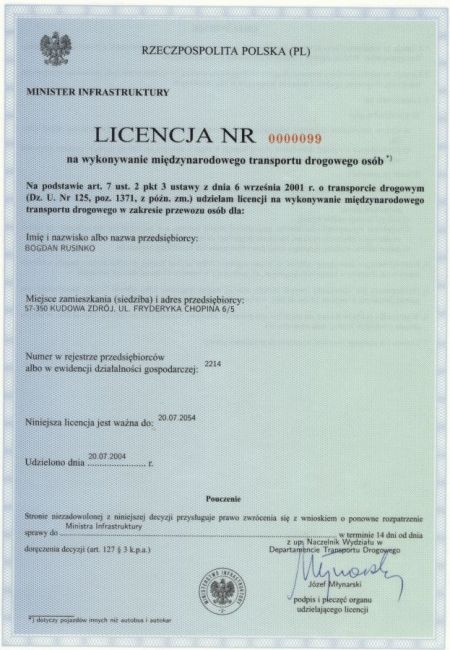 RZECZPOSPOLITA POLSKA (PL)
MINISTER INFRASTRUKTURY
LICENCJA NR 0000099
na wykonywanie międzynarodowego transportu drogowego osób *)
Na podstawie art. 7 ust. 2 pkt 3 ustawy z dnia 6 września 2001 r. o transporcie drogowym
(Dz. U. Nr 125, poz. 1371, z późn. zm.) udzielam licencji na wykonywanie międzynarodowego
transportu drogowego w zakresie przewozu osób dla:
Imię i nazwisko albo nazwa przedsiębiorcy:
BOGDAN RUSINKO
Miejsce zamieszkania (siedziba) i adres przedsiębiorcy:
57-350 KUDOWA ZDRÓJ, UL. FRYDERYKA CHOPINA 6/5
Numer w rejestrze przedsiębiorców
albo w ewidencji działalności gospodarczej: 2214
Niniejsza licencja jest ważna do: 20.07.2054
Udzielono dnia 20.07.2004 r.
Pouczenie
Stronie niezadowolonej z niniejszej decyzji przysługuje prawo zwrócenia się z wnioskiem o ponowne rozpatrzenie
sprawy do Ministra Infrastruktury w terminie 14 dni od dnia
doręczenia decyzji (art. 127 § 3 k.p.a.)
z up. Naczelnik Wydziału w
Departamencie Transportu Drogowego
Młynarski
Józef Młynarski
podpis i pieczęć organu
udzielającego licencji
MINISTERSTWO INFRASTRUKTURY
*) dotyczy pojazdów innych niż autobus i autokar